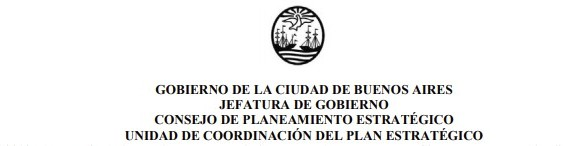 GOBIERNO DE LA CIUDAD DE BUENOS AIRES
JEFATURA DE GOBIERNO
CONSEJO DE PLANEAMIENTO ESTRATÉGICO
UNIDAD DE COORDINACIÓN DEL PLAN ESTRATÉGICO